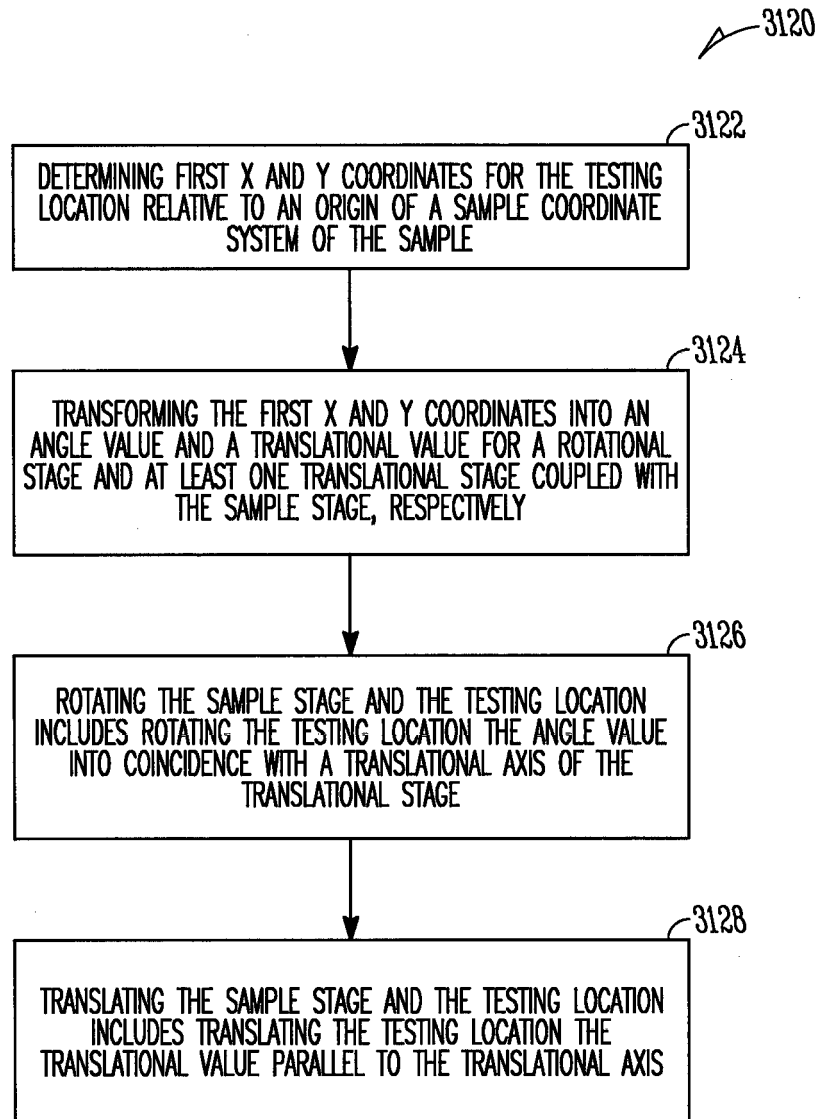 3120
3122
DETERMINING FIRST X AND Y COORDINATES FOR THE TESTING
LOCATION RELATIVE TO AN ORIGIN OF A SAMPLE COORDINATE
SYSTEM OF THE SAMPLE
3124
TRANSFORMING THE FIRST X AND Y COORDINATES INTO AN
ANGLE VALUE AND A TRANSLATIONAL VALUE FOR A ROTATIONAL
STAGE AND AT LEAST ONE TRANSLATIONAL STAGE COUPLED WITH
THE SAMPLE STAGE, RESPECTIVELY
3126
ROTATING THE SAMPLE STAGE AND THE TESTING LOCATION
INCLUDES ROTATING THE TESTING LOCATION THE ANGLE VALUE
INTO COINCIDENCE WITH A TRANSLATIONAL AXIS OF THE
TRANSLATIONAL STAGE
3128
TRANSLATING THE SAMPLE STAGE AND THE TESTING LOCATION
INCLUDES TRANSLATING THE TESTING LOCATION THE
TRANSLATIONAL VALUE PARALLEL TO THE TRANSLATIONAL AXIS